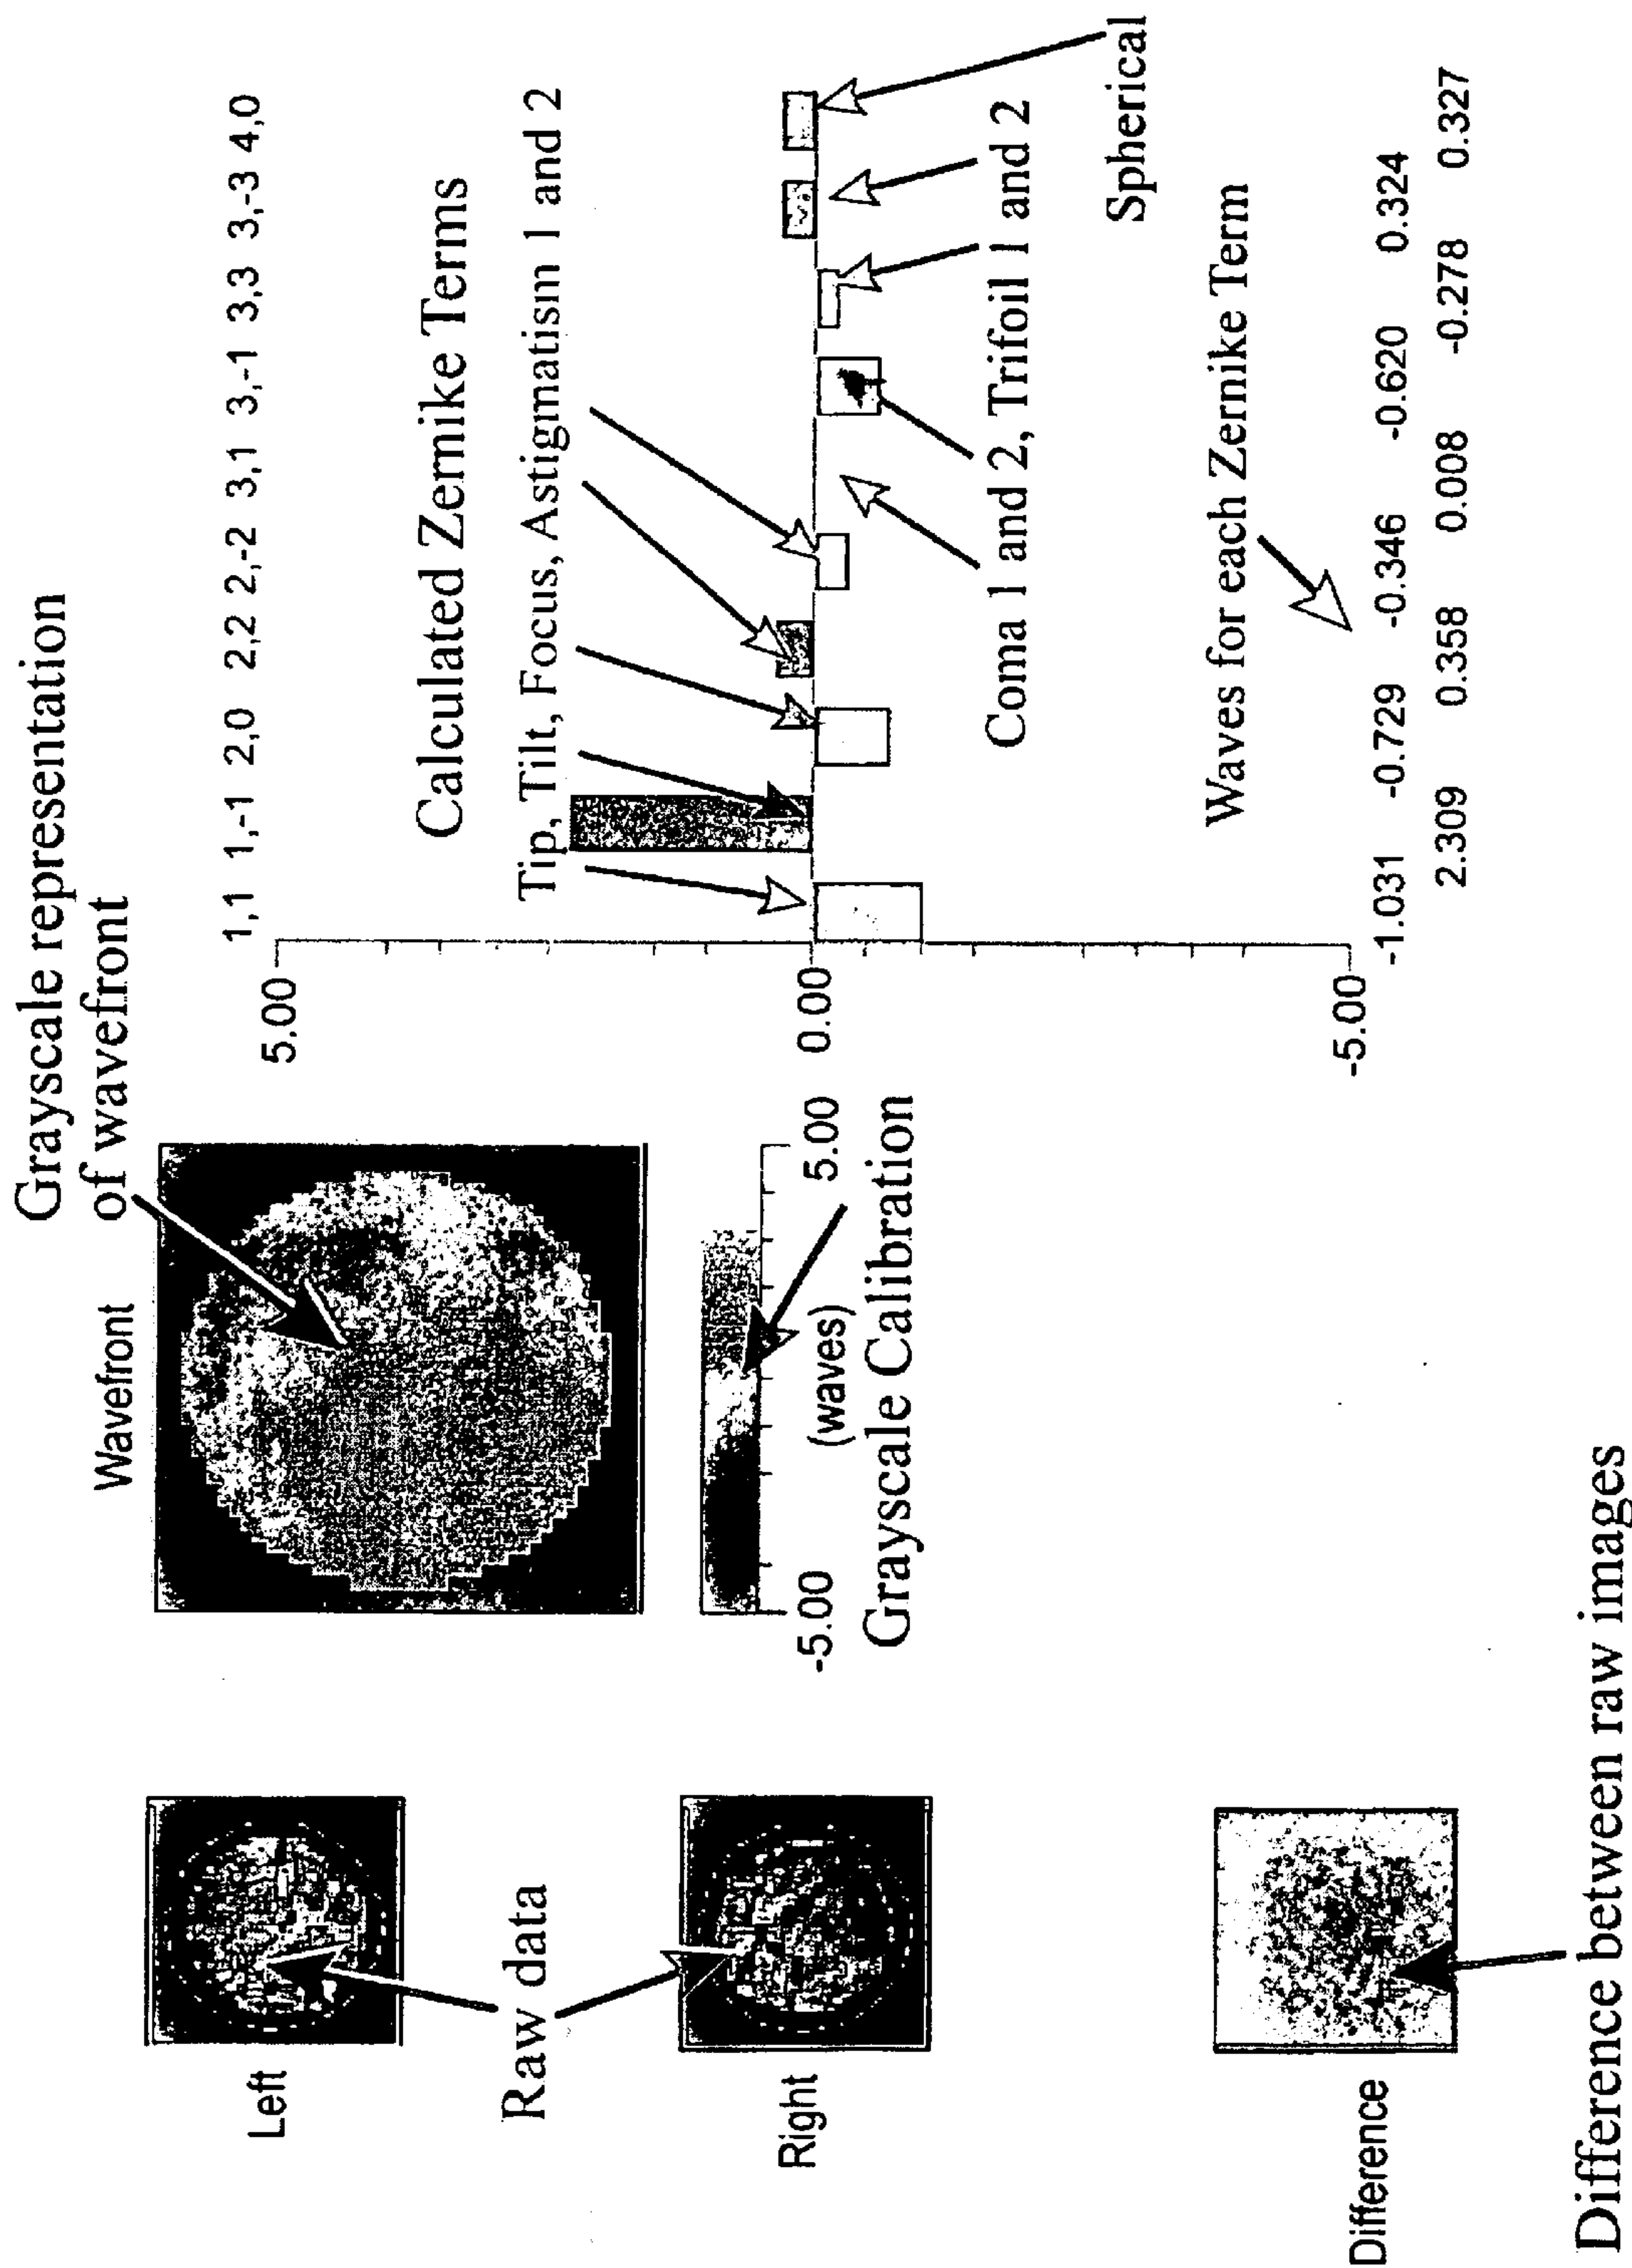 Grayscale representation
of wavefront
Wavefront
-5.00
(waves)
5.00
Grayscale Calibration
Left
Raw data
Right
Difference
Difference between raw images
1,1 1,-1 2,0 2,2 2,-2 3,1 3,-1 3,3 3,-3 4,0
5.00
Calculated Zernike Terms
Tip, Tilt, Focus, Astigmatism 1 and 2
0.00
Coma 1 and 2, Trifoil 1 and 2
Spherical
Waves for each Zernike Term
-5.00
-1.031 -0.729 -0.346 -0.620 0.324
2.309 0.358 0.008 -0.278 0.327